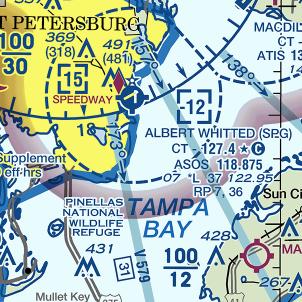 T PETERSBURG
MACDIL
CT -
ATIS 13
369
(318)
491
(481)
100
30
15
SPEEDWAY
157°
138°
-12
ALBERT WHITTED (SPG)
CT - 127.4 ★ C
ASOS 118.875
07 *L 37 122.95
RP 7, 36
18
173°
Supplement
eff hrs
Sun Ci
PINELLAS
NATIONAL
WILDLIFE
REFUGE
TAMPA
BAY
428
431
31
V 579
100
12
MA
Mullet Key